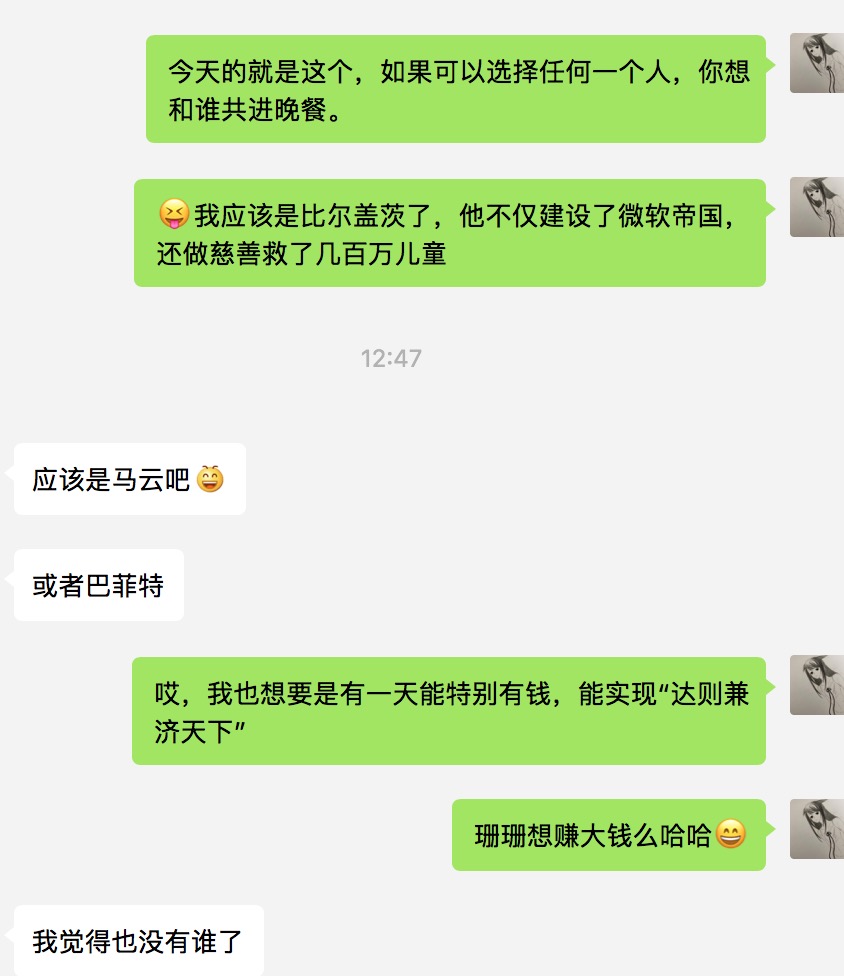 今天的就是这个，如果可以选择任何一个人，你想
和谁共进晚餐。
😝我应该是比尔盖茨了，他不仅建设了微软帝国，
还做慈善救了几百万儿童
12:47
应该是马云吧😄
或者巴菲特
哎，我也想要是有一天能特别有钱，能实现“达则兼
济天下”
珊珊想赚大钱么哈哈😄
我觉得也没有谁了